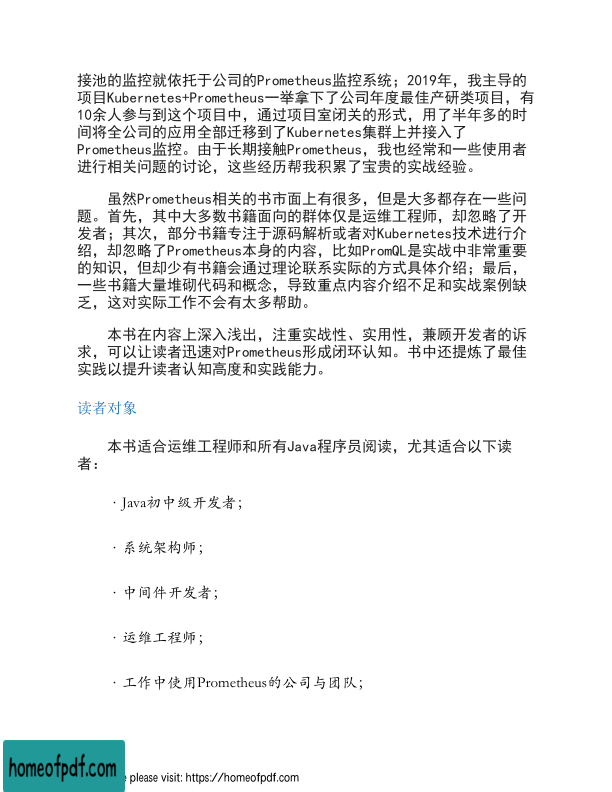 接池的监控就依托于公司的Prometheus监控系统；2019年，我主导的
项目Kubernetes+Prometheus一举拿下了公司年度最佳产研类项目，有
10余人参与到这个项目中，通过项目室闭关的形式，用了半年多的时
间将全公司的应用全部迁移到了Kubernetes集群上并接入了
Prometheus监控。由于长期接触Prometheus，我也经常和一些使用者
进行相关问题的讨论，这些经历帮我积累了宝贵的实战经验。
虽然Prometheus相关的书市面上有很多，但是大多都存在一些问
题。首先，其中大多数书籍面向的群体仅是运维工程师，却忽略了开
发者；其次，部分书籍专注于源码解析或者对Kubernetes技术进行介
绍，却忽略了Prometheus本身的内容，比如PromQL是实战中非常重要
的知识，但却少有书籍会通过理论联系实际的方式具体介绍；最后，
一些书籍大量堆砌代码和概念，导致重点内容介绍不足和实战案例缺
乏，这对实际工作不会有太多帮助。
本书在内容上深入浅出，注重实战性、实用性，兼顾开发者的诉
求，可以让读者迅速对Prometheus形成闭环认知。书中还提炼了最佳
实践以提升读者认知高度和实践能力。
读者对象
本书适合运维工程师和所有Java程序员阅读，尤其适合以下读
者：
·Java初中级开发者；
·系统架构师；
·中间件开发者；
·运维工程师；
·工作中使用Prometheus的公司与团队；
homeofpdf.com
please visit: https://homeofpdf.com